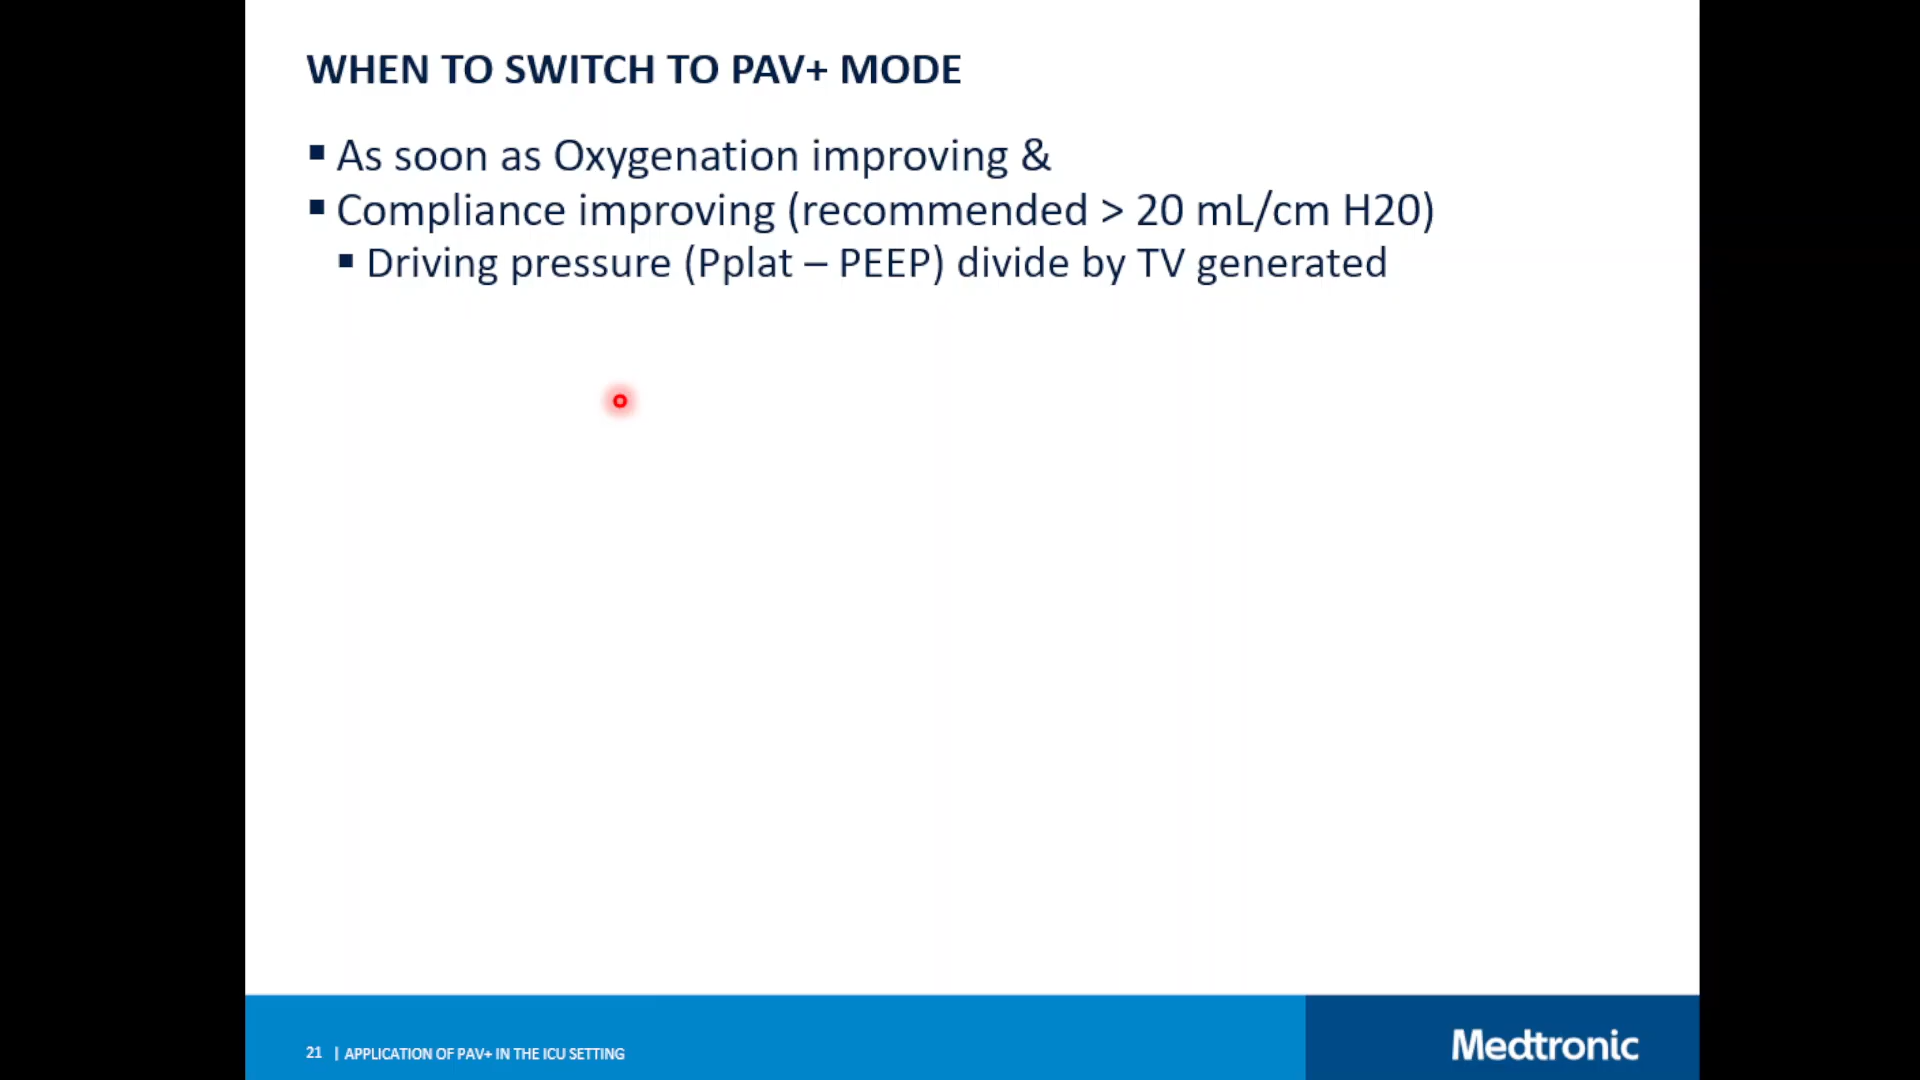 WHEN TO SWITCH TO PAV+ MODE
▪ As soon as Oxygenation improving &
▪ Compliance improving (recommended > 20 mL/cm H20)
▪ Driving pressure (Pplat – PEEP) divide by TV generated
21 | APPLICATION OF PAV+ IN THE ICU SETTING
Medtronic